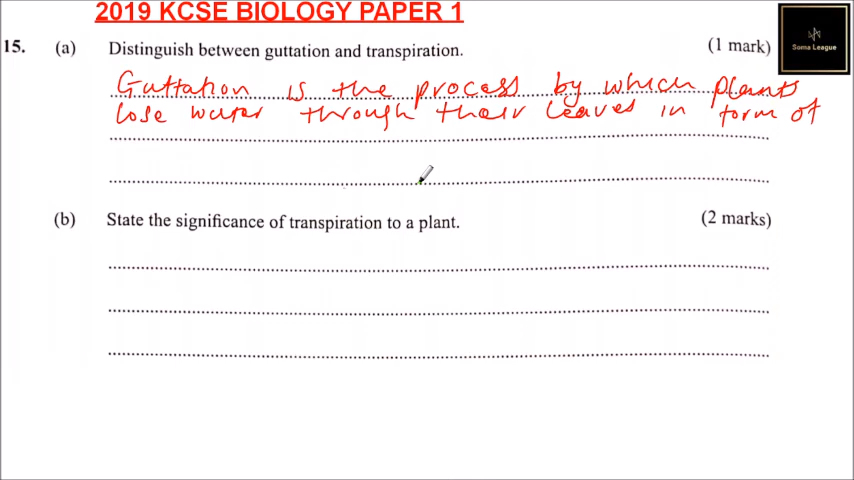 2019 KCSE BIOLOGY PAPER 1
15. (a) Distinguish between guttation and transpiration. (1 mark)
Soma League
Guttation is the process by which plants
lose water through their leaves in form of
(b) State the significance of transpiration to a plant. (2 marks)